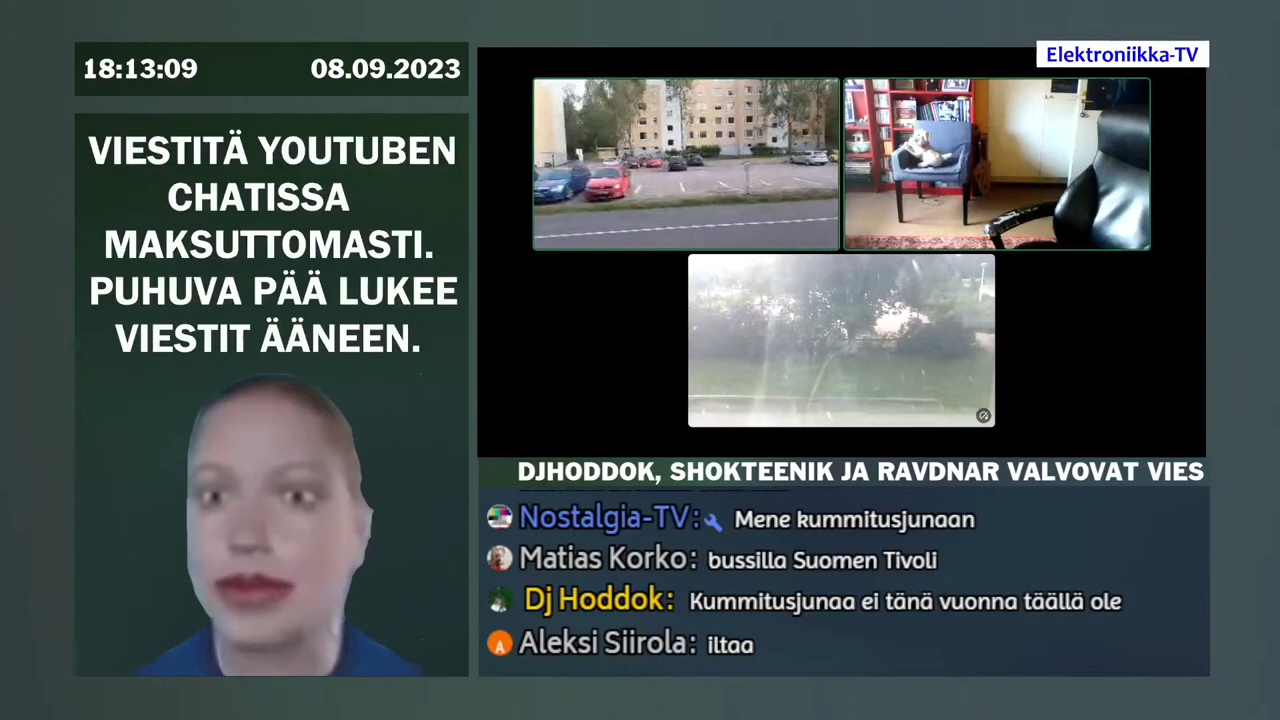 18:13:09 08.09.2023
VIESTITÄ YOUTUBEN
CHATISSA
MAKSUTTOMASTI.
PUHUVA PÄÄ LUKEE
VIESTIT ÄÄNEEN.
Elektroniikka-TV
DJHODDOK, SHOKTEENIK JA RAVDNAR VALVOVAT VIES
Nostalgia-TV: Mene kummitusjunaan
Matias Korko: bussilla Suomen Tivoli
Dj Hoddok: Kummitusjunaa ei tänä vuonna täällä ole
A Aleksi Siirola: iltaa